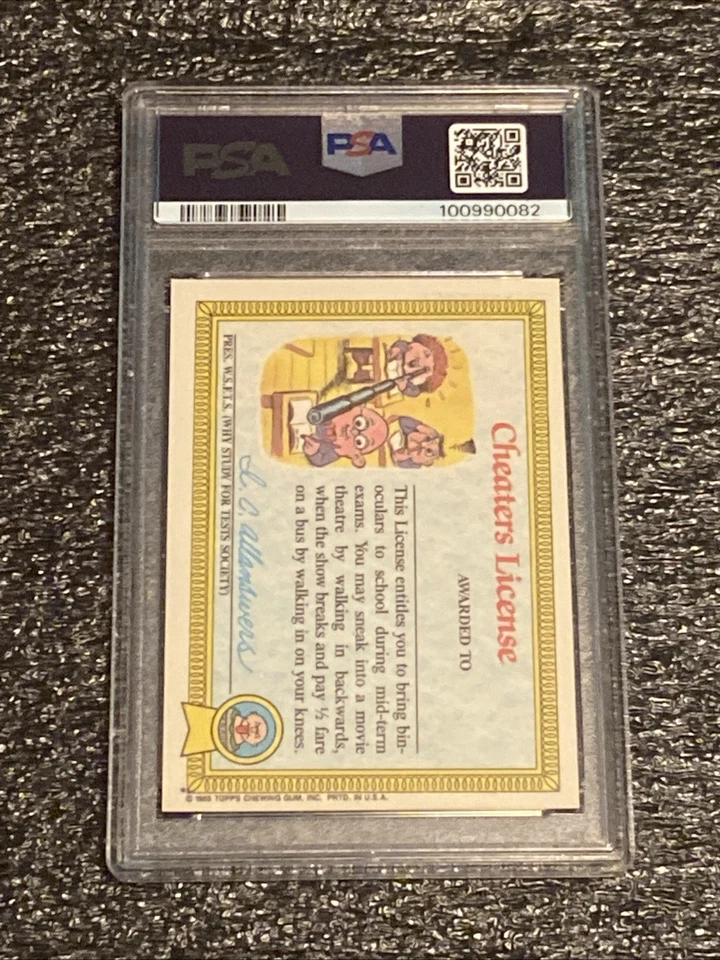 PSA
PSA
100990082
Cheaters License
AWARDED TO
This License entitles you to bring bin-
oculars to school during mid-term
exams. You may sneak into a movie
theatre by walking in backwards,
when the show breaks and pay ½ fare
on a bus by walking in on your knees.
I. C. Allanswers
PRES. W.S.F.T.S. (WHY STUDY FOR TESTS SOCIETY)
© 1985 TOPPS CHEWING GUM, INC. PRTD. IN U.S.A.